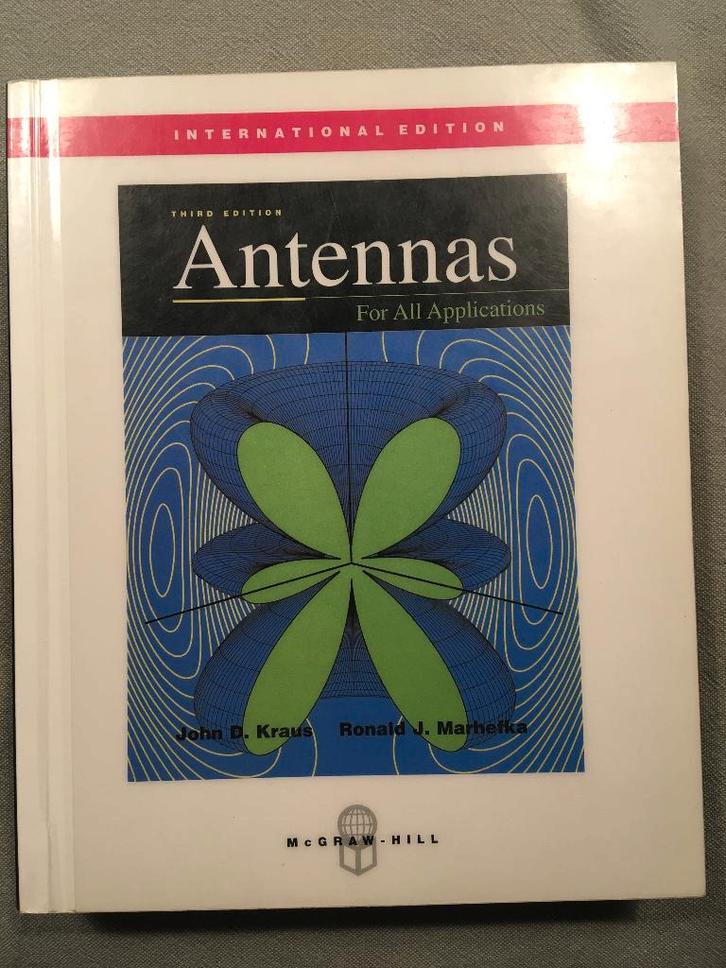 INTERNATIONAL EDITION
THIRD EDITION
Antennas
For All Applications
John D. Kraus Ronald J. Marhefka
McGRAW-HILL